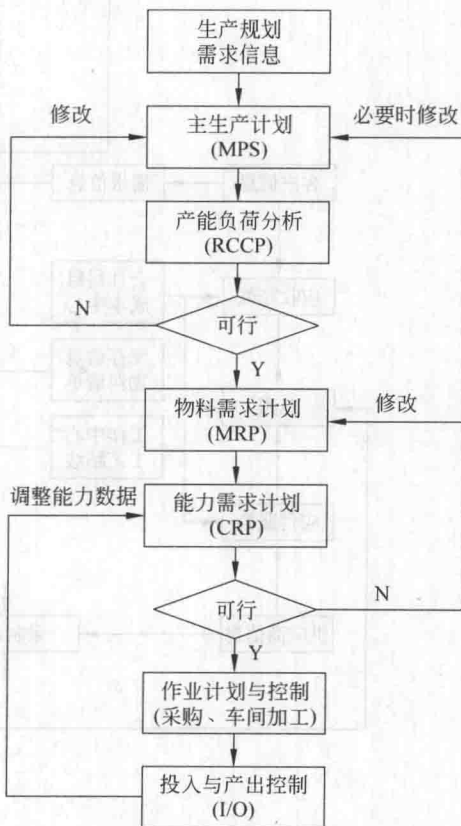 生产规划
需求信息
修改
必要时修改
主生产计划
(MPS)
产能负荷分析
(RCCP)
N
可行
Y
物料需求计划
(MRP)
修改
调整能力数据
能力需求计划
(CRP)
可行
N
Y
作业计划与控制
(采购、车间加工)
投入与产出控制
(I/O)